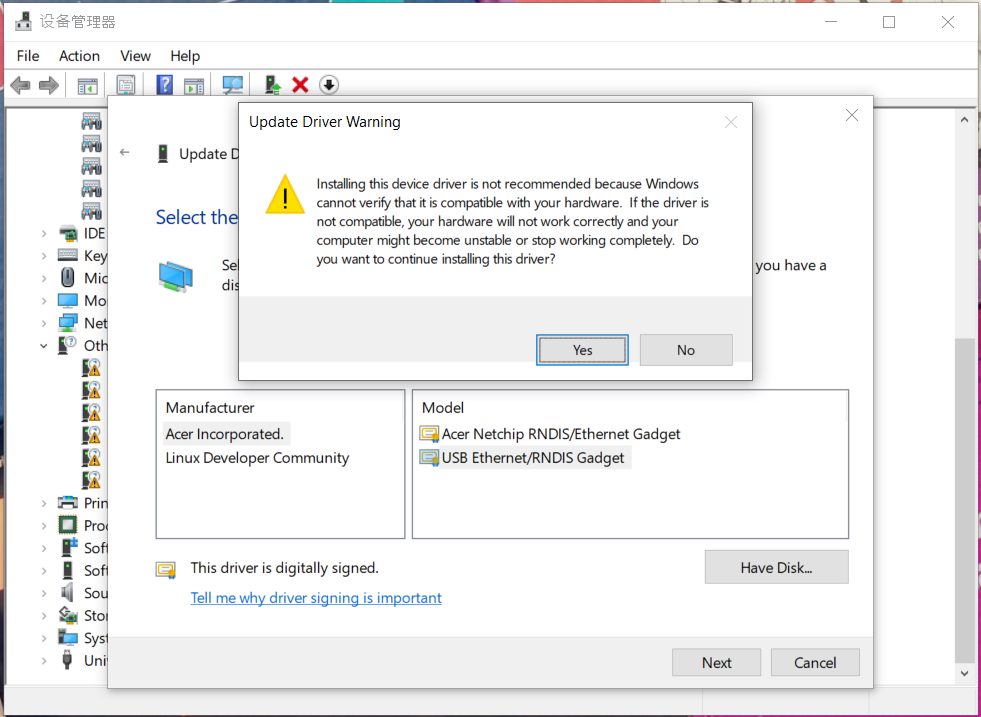 设备管理器
File Action View Help
Update D
Update Driver Warning
Installing this device driver is not recommended because Windows
cannot verify that it is compatible with your hardware. If the driver is
not compatible, your hardware will not work correctly and your
computer might become unstable or stop working completely. Do
you want to continue installing this driver?
Yes
No
Select the
Sel
dis
you have a
IDE
Key
Mic
Mo
Net
Oth
Prin
Proc
Soft
Soft
Sou
Stor
Syst
Uni
Manufacturer
Acer Incorporated.
Linux Developer Community
Model
Acer Netchip RNDIS/Ethernet Gadget
USB Ethernet/RNDIS Gadget
This driver is digitally signed.
Have Disk...
Tell me why driver signing is important
Next
Cancel